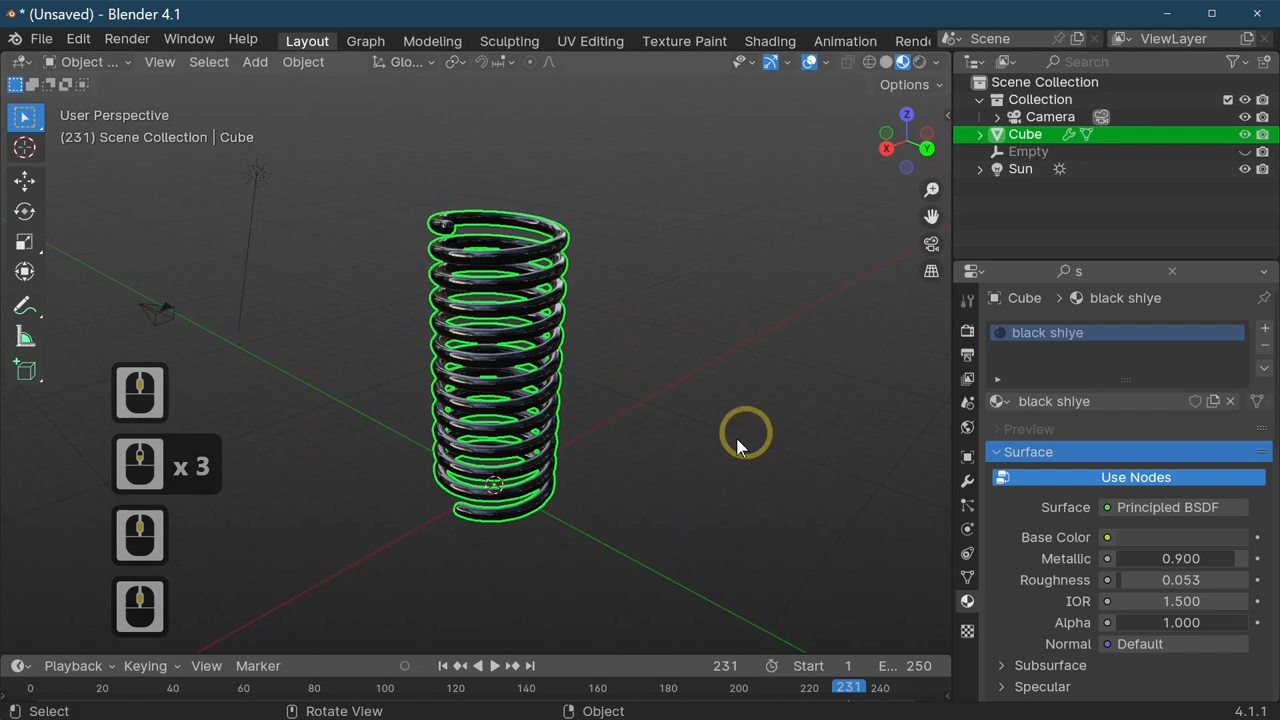 * (Unsaved) - Blender 4.1
File Edit Render Window Help Layout Graph Modeling Sculpting UV Editing Texture Paint Shading Animation Rende Scene ViewLayer
Object ... View Select Add Object Glo... Search
Options
User Perspective
(231) Scene Collection | Cube
Z
X
Y
x 3
Scene Collection
Collection
Camera
Cube
Empty
Sun
s
Cube > black shiye
black shiye
black shiye
Preview
Surface
Use Nodes
Surface Principled BSDF
Base Color
Metallic 0.900
Roughness 0.053
IOR 1.500
Alpha 1.000
Normal Default
Subsurface
Specular
Playback Keying View Marker 231 Start 1 E... 250
0 20 40 60 80 100 120 140 160 180 200 220 231 240
Select Rotate View Object 4.1.1